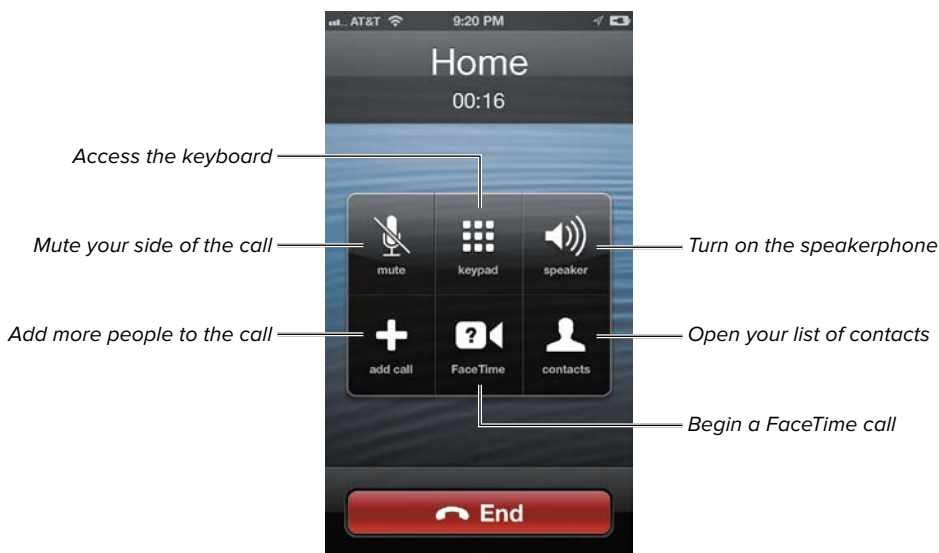 AT&T 9:20 PM
Home
00:16
Access the keyboard
Mute your side of the call
mute
keypad
speaker
Turn on the speakerphone
Add more people to the call
add call
FaceTime
contacts
Open your list of contacts
Begin a FaceTime call
End